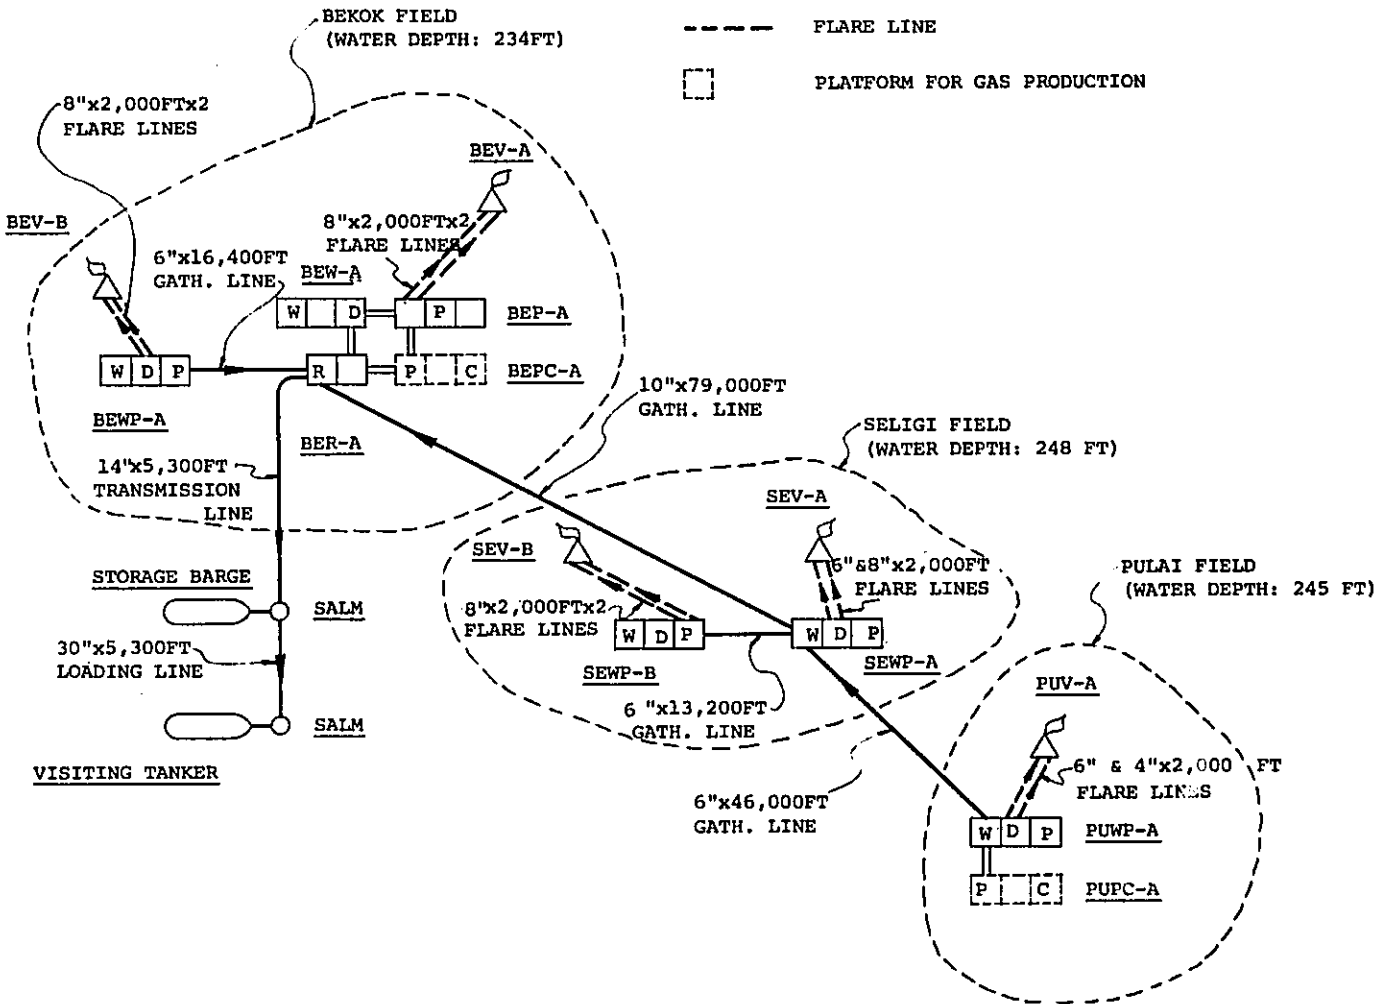 BEKOK FIELD
(WATER DEPTH: 234FT)
FLARE LINE
PLATFORM FOR GAS PRODUCTION
8"x2,000FTx2
FLARE LINES
BEV-A
BEV-B
8"x2,000FTx2
FLARE LINES
6"x16,400FT
GATH. LINE
BEW-A
W D
P
BEP-A
W D P
R
P C
BEPC-A
BEWP-A
BER-A
10"x79,000FT
GATH. LINE
SELIGI FIELD
(WATER DEPTH: 248 FT)
14"x5,300FT
TRANSMISSION
LINE
SEV-A
SEV-B
6"&8"x2,000FT
FLARE LINES
PULAI FIELD
(WATER DEPTH: 245 FT)
STORAGE BARGE
SALM
8"x2,000FTx2
FLARE LINES
W D P
W D P
30"x5,300FT
LOADING LINE
SEWP-B
SEWP-A
PUV-A
6 "x13,200FT
GATH. LINE
SALM
VISITING TANKER
6" & 4"x2,000 FT
FLARE LINES
6"x46,000FT
GATH. LINE
W D P
PUWP-A
P C
PUPC-A